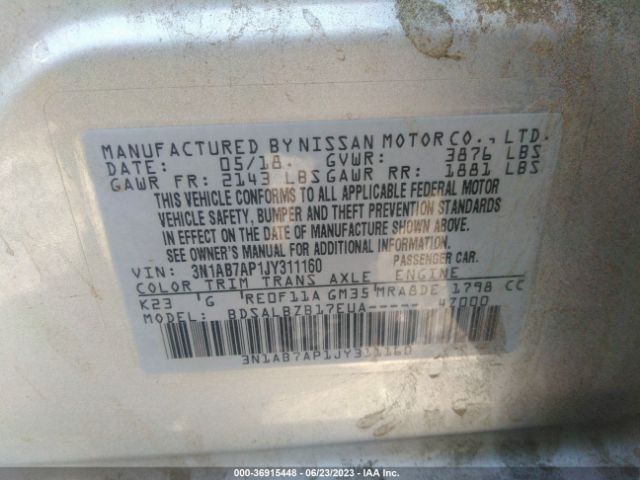 MANUFACTURED BY NISSAN MOTOR CO., LTD.
DATE: 05/18. GVWR: 3876 LBS
GAWR FR: 2143 LBS GAWR RR: 1881 LBS
THIS VEHICLE CONFORMS TO ALL APPLICABLE FEDERAL MOTOR
VEHICLE SAFETY, BUMPER AND THEFT PREVENTION STANDARDS
IN EFFECT ON THE DATE OF MANUFACTURE SHOWN ABOVE.
SEE OWNER'S MANUAL FOR ADDITIONAL INFORMATION.
VIN: 3N1AB7AP1JY311160 PASSENGER CAR.
COLOR TRIM TRANS AXLE ENGINE
K23 G RE0F11A GM35 MRA8DE 1798 CC
MODEL: BDSALBZB17EUA----- 47000
3N1AB7AP1JY311160
000-36915448 - 06/23/2023 - IAA Inc.